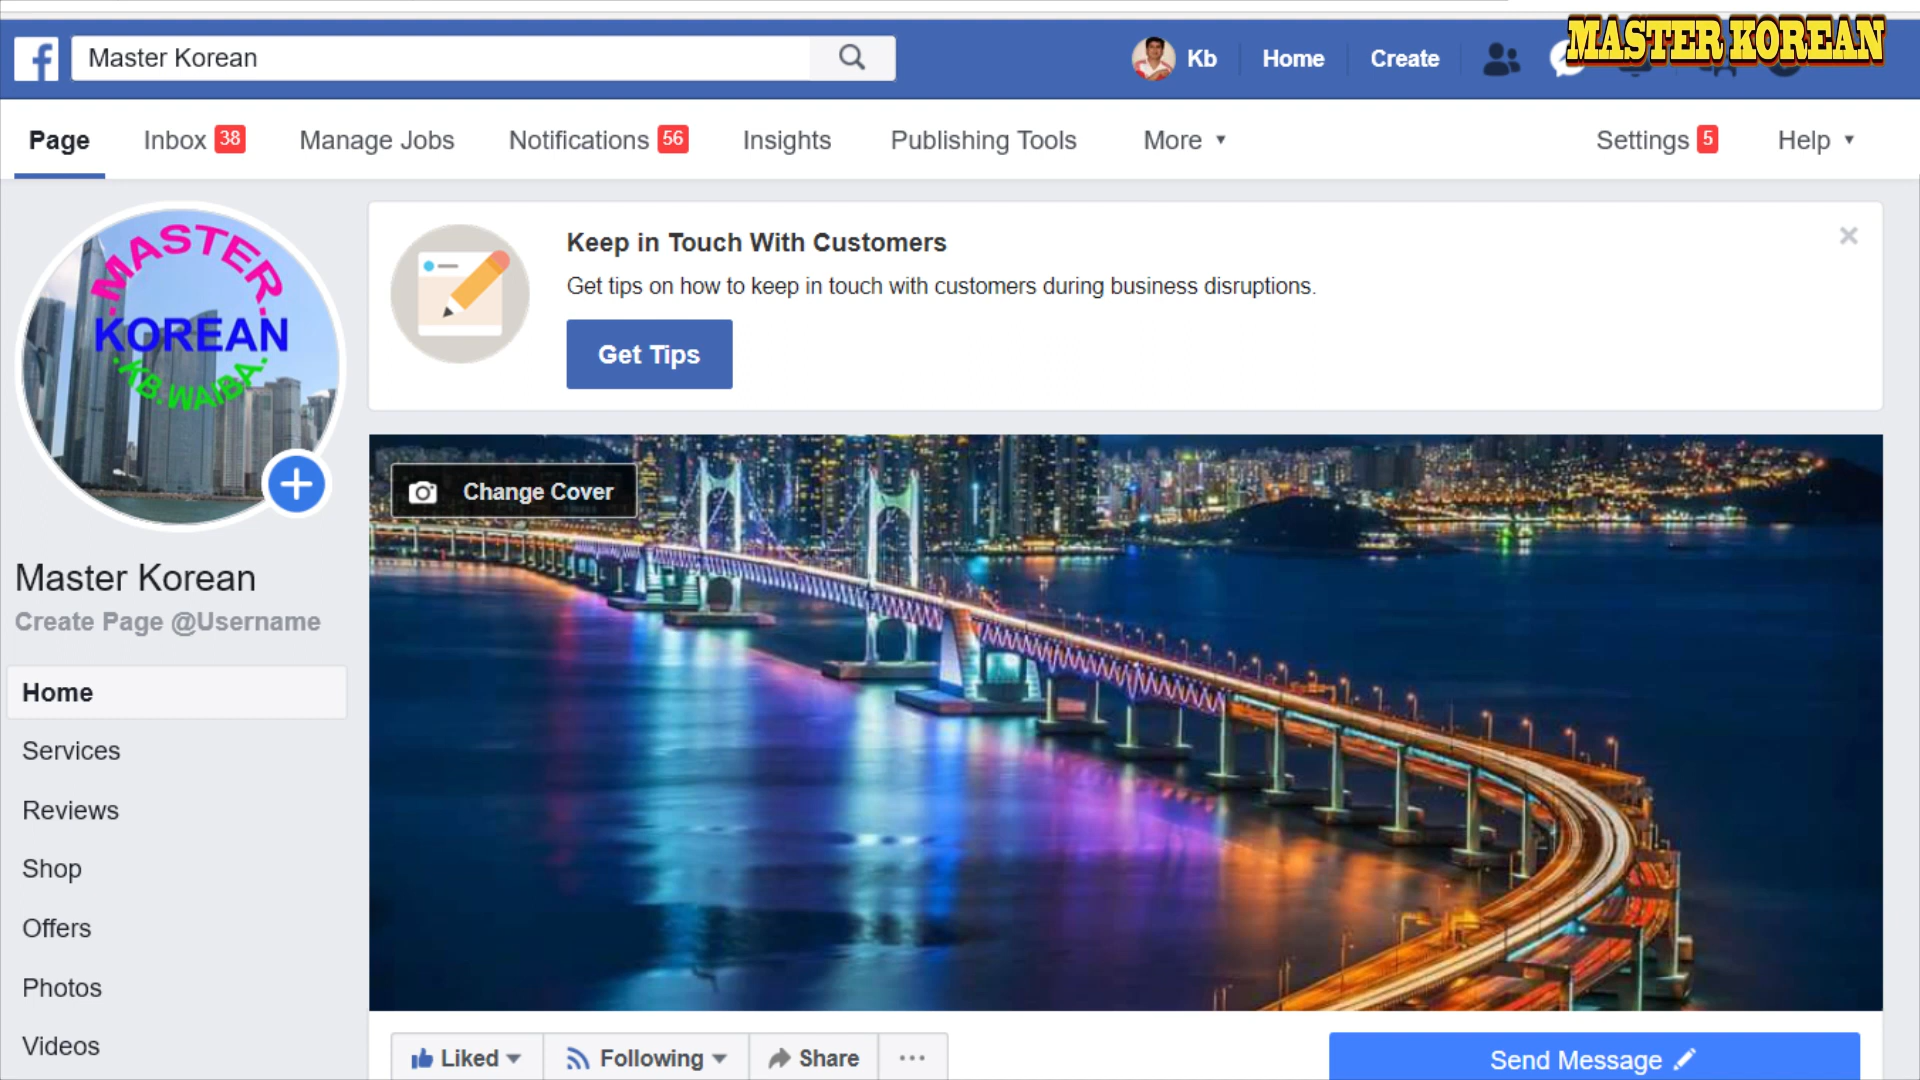 Master Korean
Kb
Home
Create
MASTER KOREAN
Page
Inbox 38
Manage Jobs
Notifications 56
Insights
Publishing Tools
More
Settings 5
Help
MASTER
KOREAN
KB.WAIBA
Keep in Touch With Customers
Get tips on how to keep in touch with customers during business disruptions.
Get Tips
Change Cover
Master Korean
Create Page @Username
Home
Services
Reviews
Shop
Offers
Photos
Videos
Liked
Following
Share
Send Message